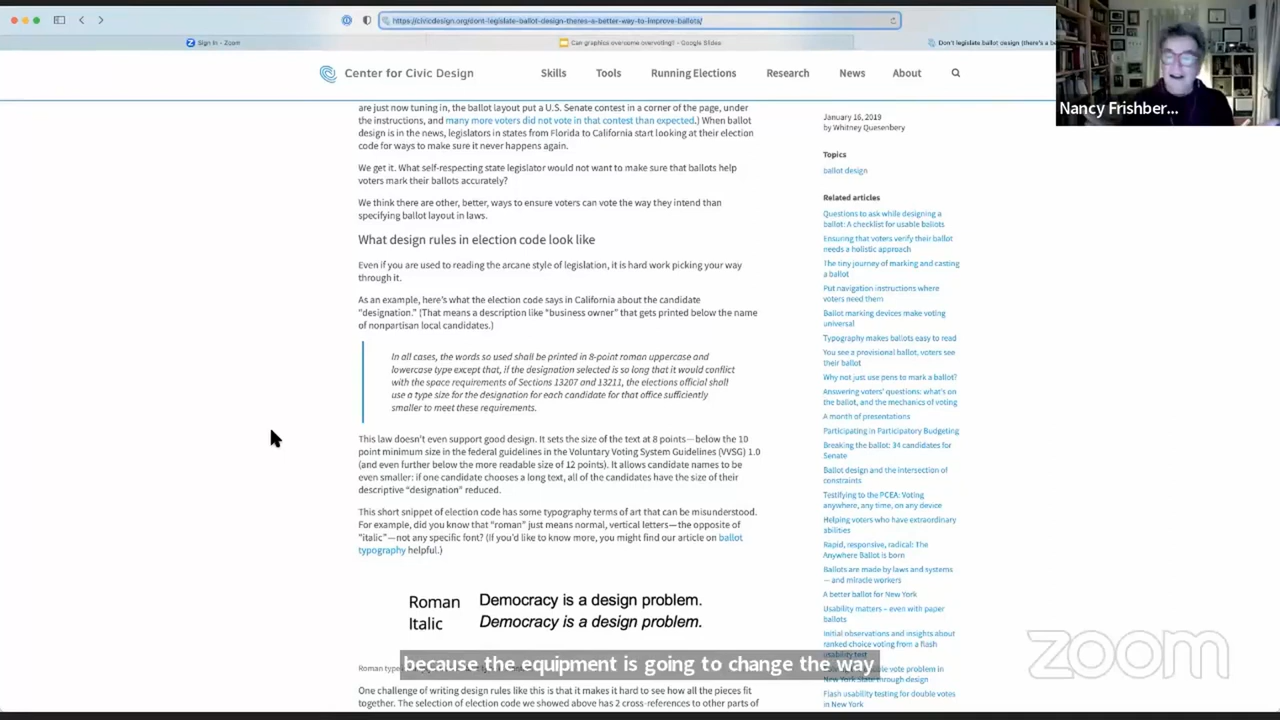 https://civicdesign.org/dont-legislate-ballot-design-theres-a-better-way-to-improve-ballots/
Sign In - Zoom
Can graphics overcome overvoting? - Google Slides
Don't legislate ballot design (there's a be
Center for Civic Design
Skills
Tools
Running Elections
Research
News
About
Nancy Frishber...
are just now tuning in, the ballot layout put a U.S. Senate contest in a corner of the page, under
the instructions, and many more voters did not vote in that contest than expected.) When ballot
design is in the news, legislators in states from Florida to California start looking at their election
code for ways to make sure it never happens again.
We get it. What self-respecting state legislator would not want to make sure that ballots help
voters mark their ballots accurately?
We think there are other, better, ways to ensure voters can vote the way they intend than
specifying ballot layout in laws.
What design rules in election code look like
Even if you are used to reading the arcane style of legislation, it is hard work picking your way
through it.
As an example, here's what the election code says in California about the candidate
"designation." (That means a description like "business owner" that gets printed below the name
of nonpartisan local candidates.)
In all cases, the words so used shall be printed in 8-point roman uppercase and
lowercase type except that, if the designation selected is so long that it would conflict
with the space requirements of Sections 13207 and 13211, the elections official shall
use a type size for the designation for each candidate for that office sufficiently
smaller to meet these requirements.
This law doesn't even support good design. It sets the size of the text at 8 points—below the 10
point minimum size in the federal guidelines in the Voluntary Voting System Guidelines (VVSG) 1.0
(and even further below the more readable size of 12 points). It allows candidate names to be
even smaller: if one candidate chooses a long text, all of the candidates have the size of their
descriptive "designation" reduced.
This short snippet of election code has some typography terms of art that can be misunderstood.
For example, did you know that "roman" just means normal, vertical letters—the opposite of
"italic"—not any specific font? (If you'd like to know more, you might find our article on ballot
typography helpful.)
Roman Democracy is a design problem.
Italic Democracy is a design problem.
Roman typ
because the equipment is going to change the way
One challenge of writing design rules like this is that it makes it hard to see how all the pieces fit
together. The selection of election code we showed above has 2 cross-references to other parts of
January 16, 2019
by Whitney Quesenbery
Topics
ballot design
Related articles
Questions to ask while designing a
ballot: A checklist for usable ballots
Ensuring that voters verify their ballot
needs a holistic approach
The tiny journey of marking and casting
a ballot
Put navigation instructions where
voters need them
Ballot marking devices make voting
universal
Typography makes ballots easy to read
You see a provisional ballot, voters see
their ballot
Why not just use pens to mark a ballot?
Answering voters' questions: what's on
the ballot, and the mechanics of voting
A month of presentations
Participating in Participatory Budgeting
Breaking the ballot: 34 candidates for
Senate
Ballot design and the intersection of
constraints
Testifying to the PCEA: Voting
anywhere, any time, on any device
Helping voters who have extraordinary
abilities
Rapid, responsive, radical: The
Anywhere Ballot is born
Ballots are made by laws and systems
— and miracle workers
A better ballot for New York
Usability matters – even with paper
ballots
Initial observations and insights about
ranked choice voting from a flash
usability test
ble vote problem in
New York State through design
Flash usability testing for double votes
in New York
zoom